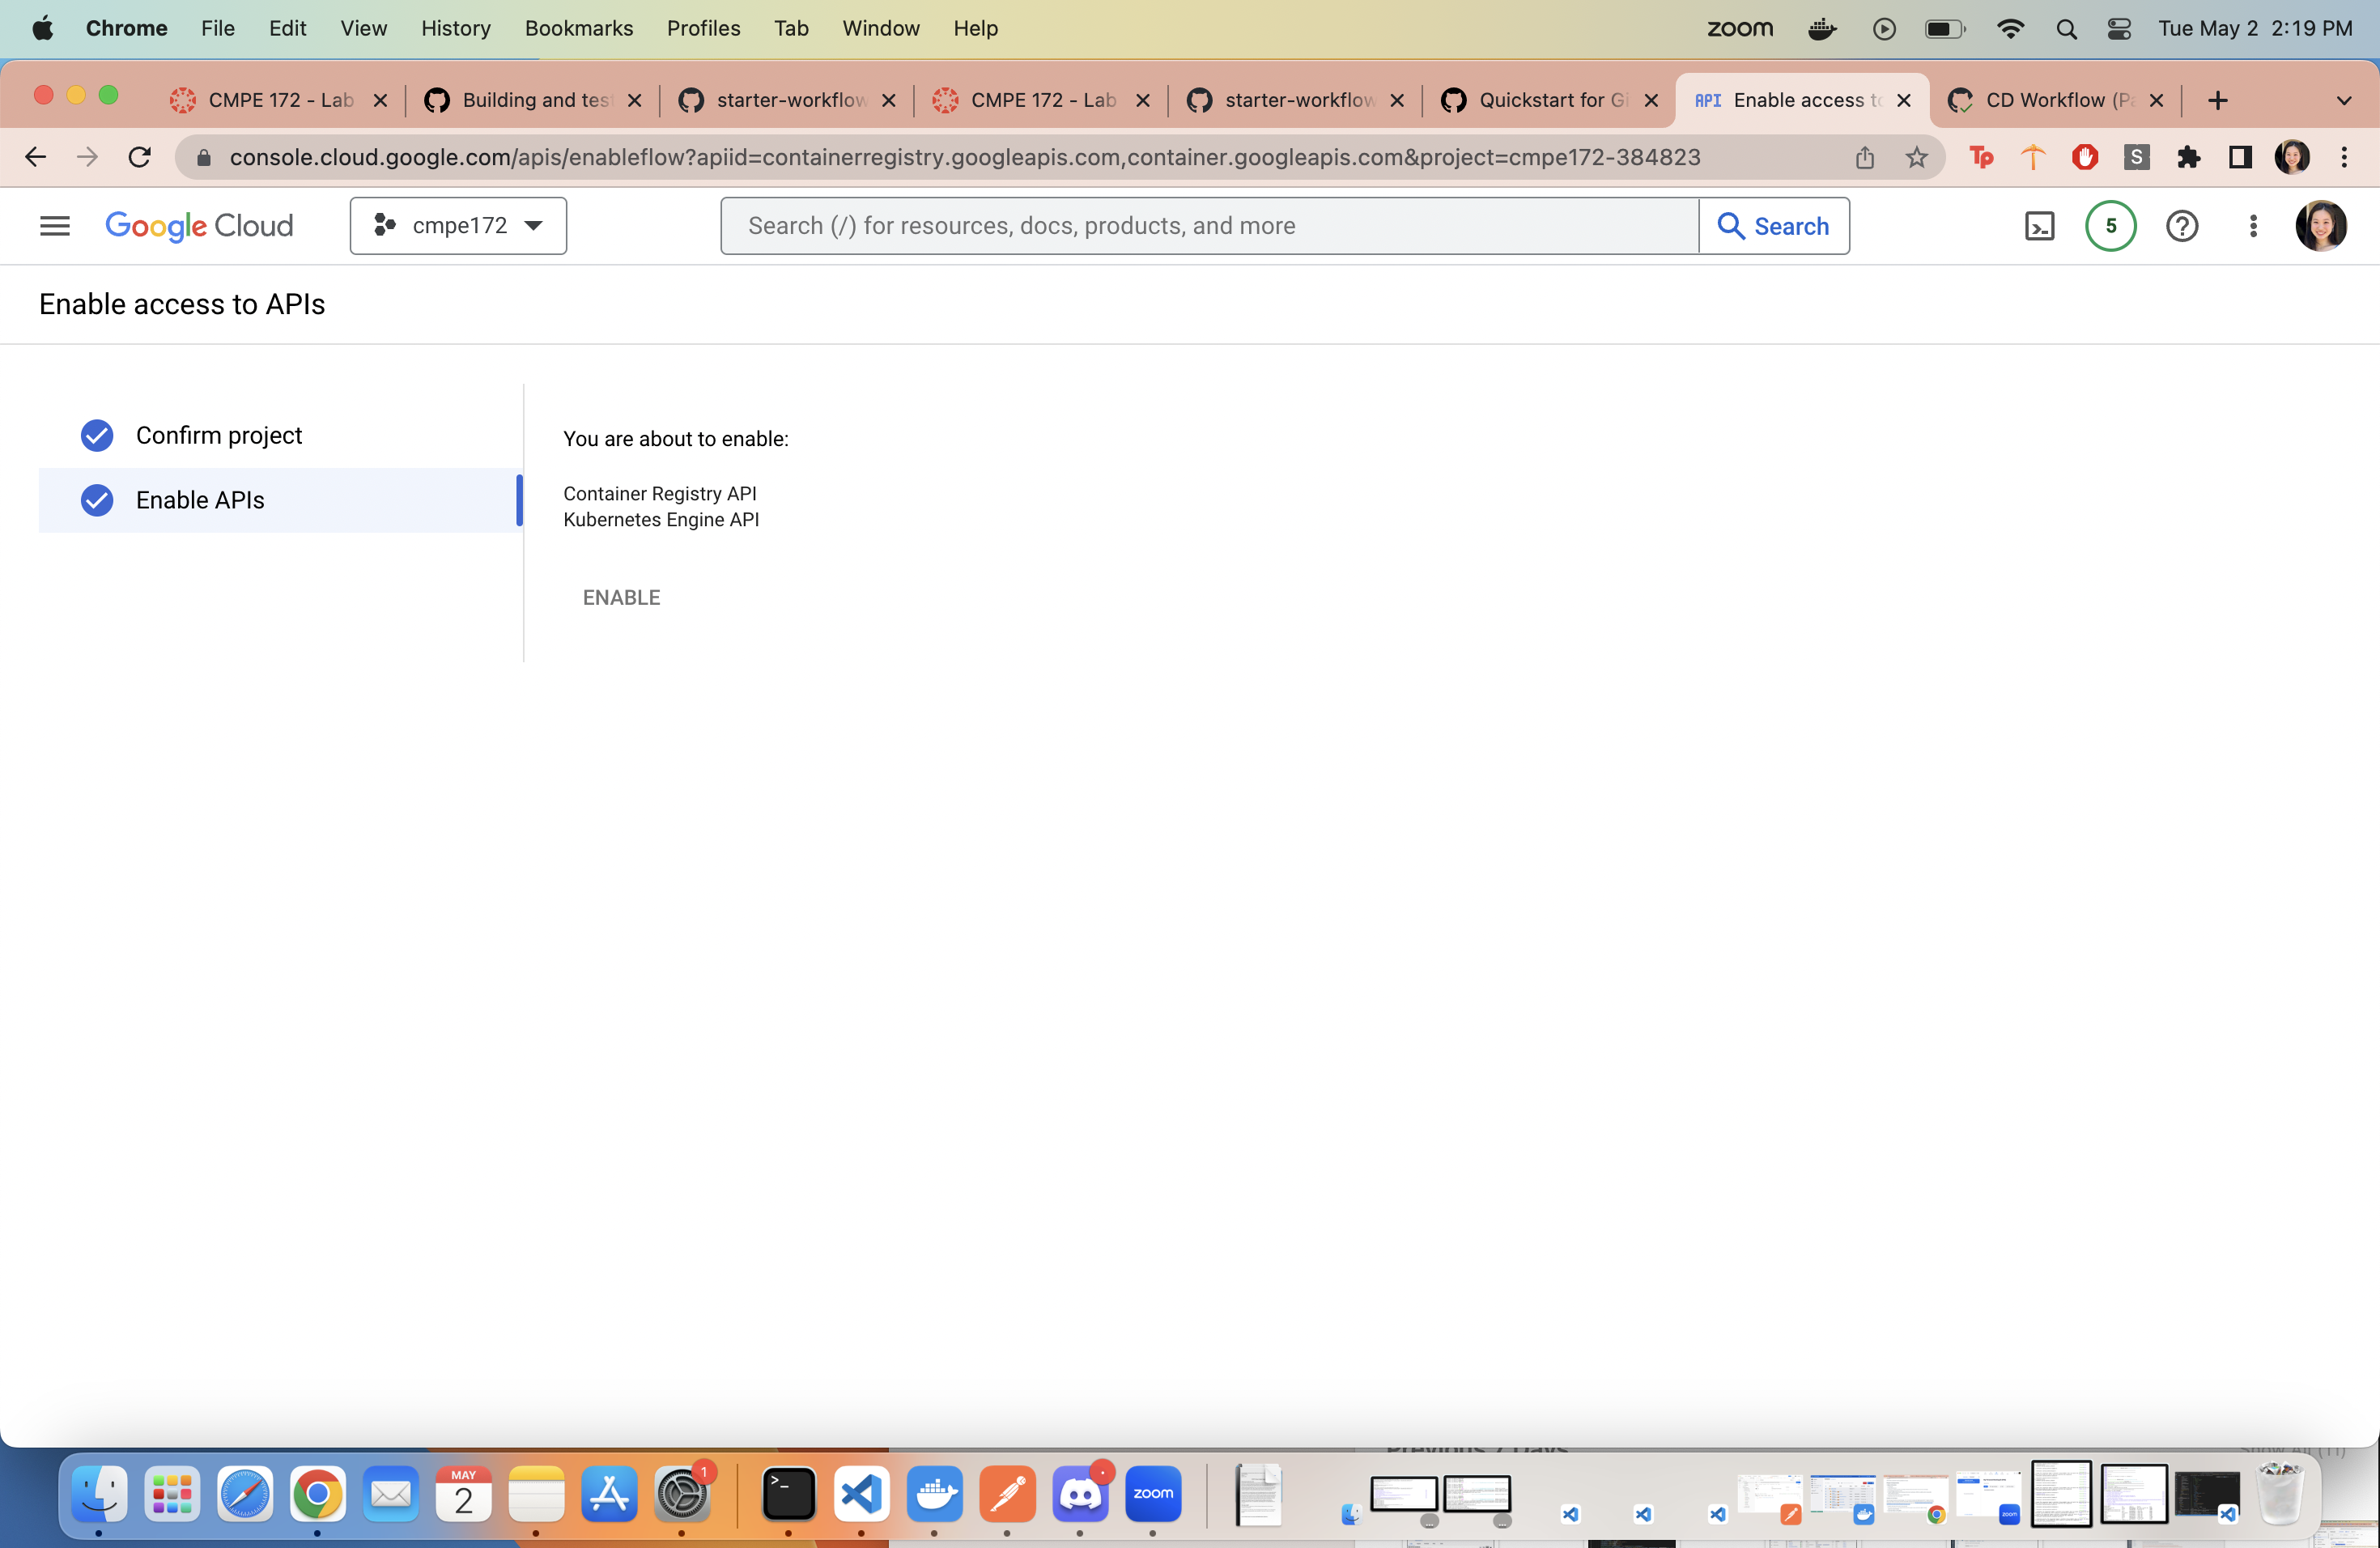 Chrome File Edit View History Bookmarks Profiles Tab Window Help zoom Tue May 2 2:19 PM
CMPE 172 - Lab Building and tes starter-workflow CMPE 172 - Lab starter-workflow Quickstart for Gi API Enable access to CD Workflow (Pa
console.cloud.google.com/apis/enableflow?apiid=containerregistry.googleapis.com,container.googleapis.com&project=cmpe172-384823 Tp S
Google Cloud cmpe172 Search (/) for resources, docs, products, and more Search 5
Enable access to APIs
Confirm project
Enable APIs
You are about to enable:
Container Registry API
Kubernetes Engine API
ENABLE
MAY
2
1
zoom